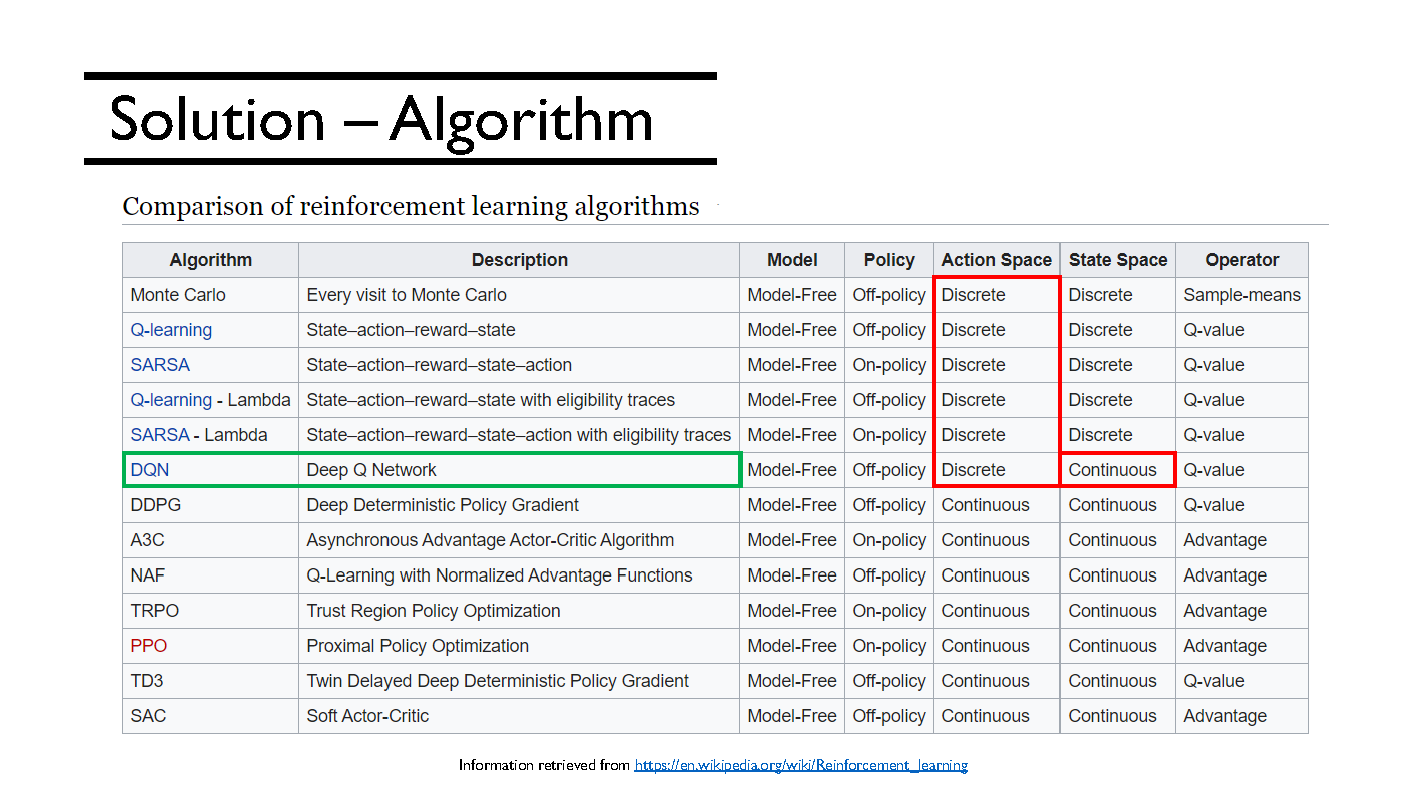 Solution – Algorithm
Comparison of reinforcement learning algorithms
Algorithm Description Model Policy Action Space State Space Operator
Monte Carlo Every visit to Monte Carlo Model-Free Off-policy Discrete Discrete Sample-means
Q-learning State–action–reward–state Model-Free Off-policy Discrete Discrete Q-value
SARSA State–action–reward–state–action Model-Free On-policy Discrete Discrete Q-value
Q-learning - Lambda State–action–reward–state with eligibility traces Model-Free Off-policy Discrete Discrete Q-value
SARSA - Lambda State–action–reward–state–action with eligibility traces Model-Free On-policy Discrete Discrete Q-value
DQN Deep Q Network Model-Free Off-policy Discrete Continuous Q-value
DDPG Deep Deterministic Policy Gradient Model-Free Off-policy Continuous Continuous Q-value
A3C Asynchronous Advantage Actor-Critic Algorithm Model-Free On-policy Continuous Continuous Advantage
NAF Q-Learning with Normalized Advantage Functions Model-Free Off-policy Continuous Continuous Advantage
TRPO Trust Region Policy Optimization Model-Free On-policy Continuous Continuous Advantage
PPO Proximal Policy Optimization Model-Free On-policy Continuous Continuous Advantage
TD3 Twin Delayed Deep Deterministic Policy Gradient Model-Free Off-policy Continuous Continuous Q-value
SAC Soft Actor-Critic Model-Free Off-policy Continuous Continuous Advantage
Information retrieved from https://en.wikipedia.org/wiki/Reinforcement_learning